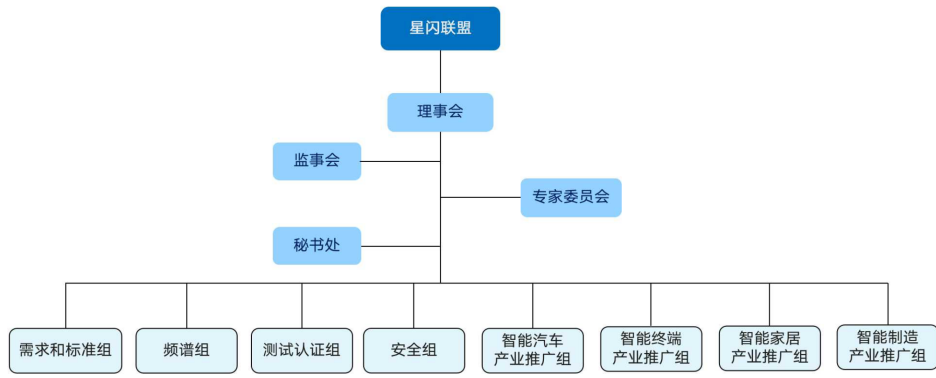 星闪联盟
理事会
监事会
专家委员会
秘书处
需求和标准组
频谱组
测试认证组
安全组
智能汽车
产业推广组
智能终端
产业推广组
智能家居
产业推广组
智能制造
产业推广组